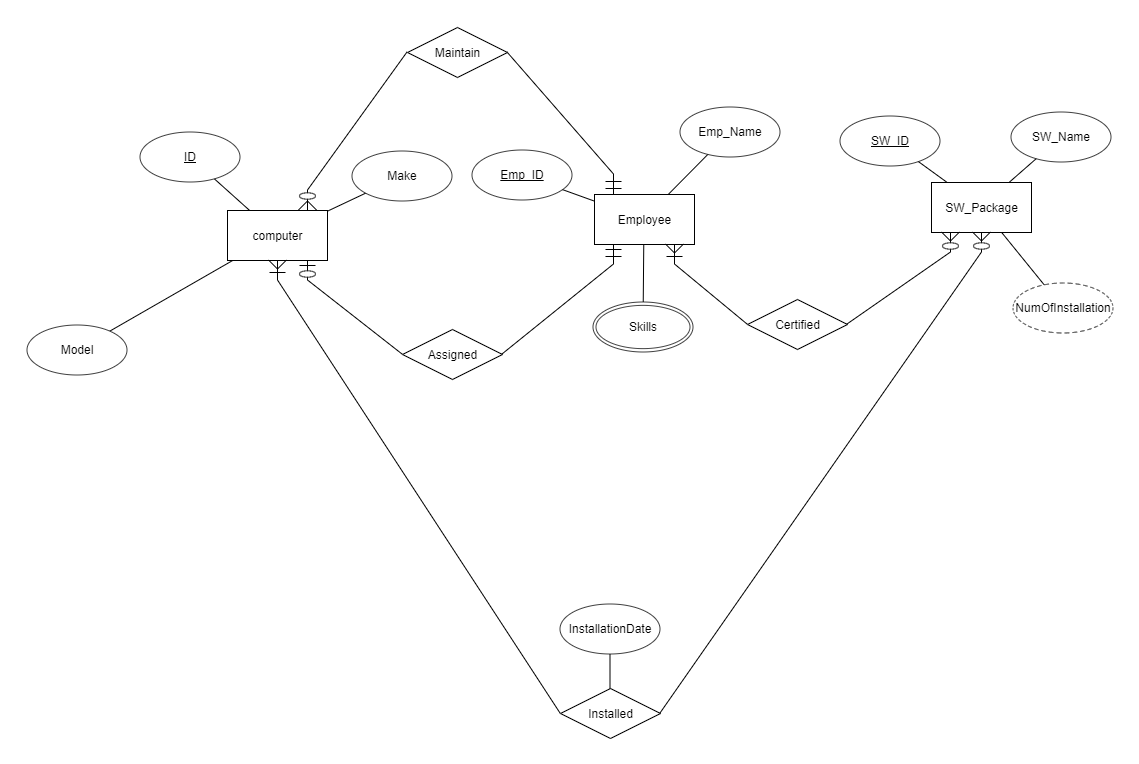 Maintain
ID
Make
Emp_ID
Emp_Name
SW_ID
SW_Name
computer
Employee
SW_Package
Model
Assigned
Skills
Certified
NumOfInstallation
InstallationDate
Installed